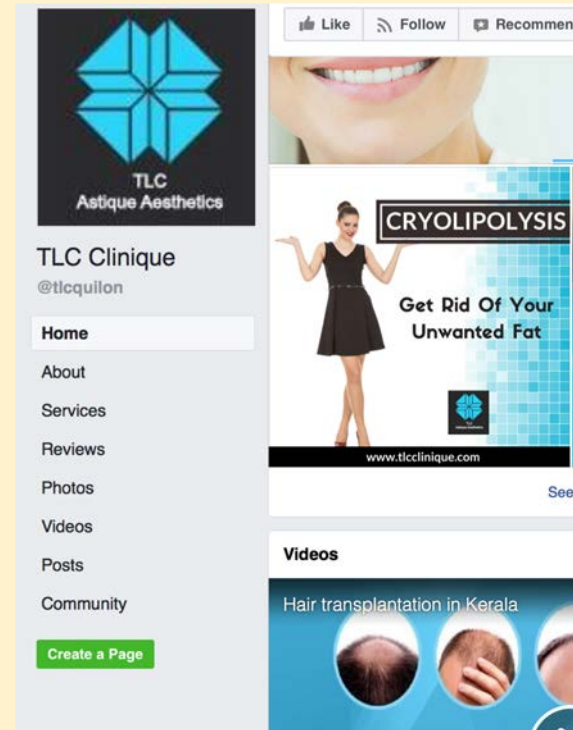 TLC
Astique Aesthetics
TLC Clinique
@tlcquilon
Home
About
Services
Reviews
Photos
Videos
Posts
Community
Create a Page
Like Follow Recommen
CRYOLIPOLYSIS
Get Rid Of Your
Unwanted Fat
TLC
www.tlcclinique.com
See
Videos
Hair transplantation in Kerala